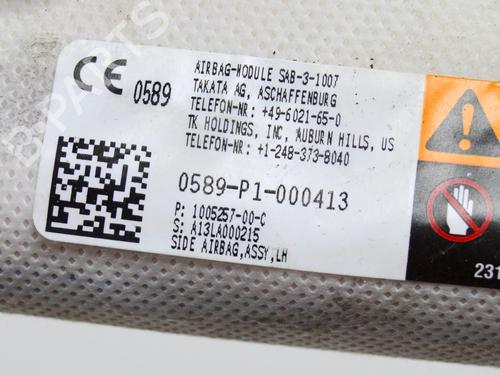 CE 0589
AIRBAG-MODULE SAB-3-1007
TAKATA AG, ASCHAFFENBURG
TELEFON-NR: +49-6021-65-0
TK HOLDINGS, INC, AUBURN HILLS, US
TELEFON-NR: +1-248-373-8040
0589-P1-000413
P: 1005257-00-C
S: A13LA000215
SIDE AIRBAG,ASSY,LH
231